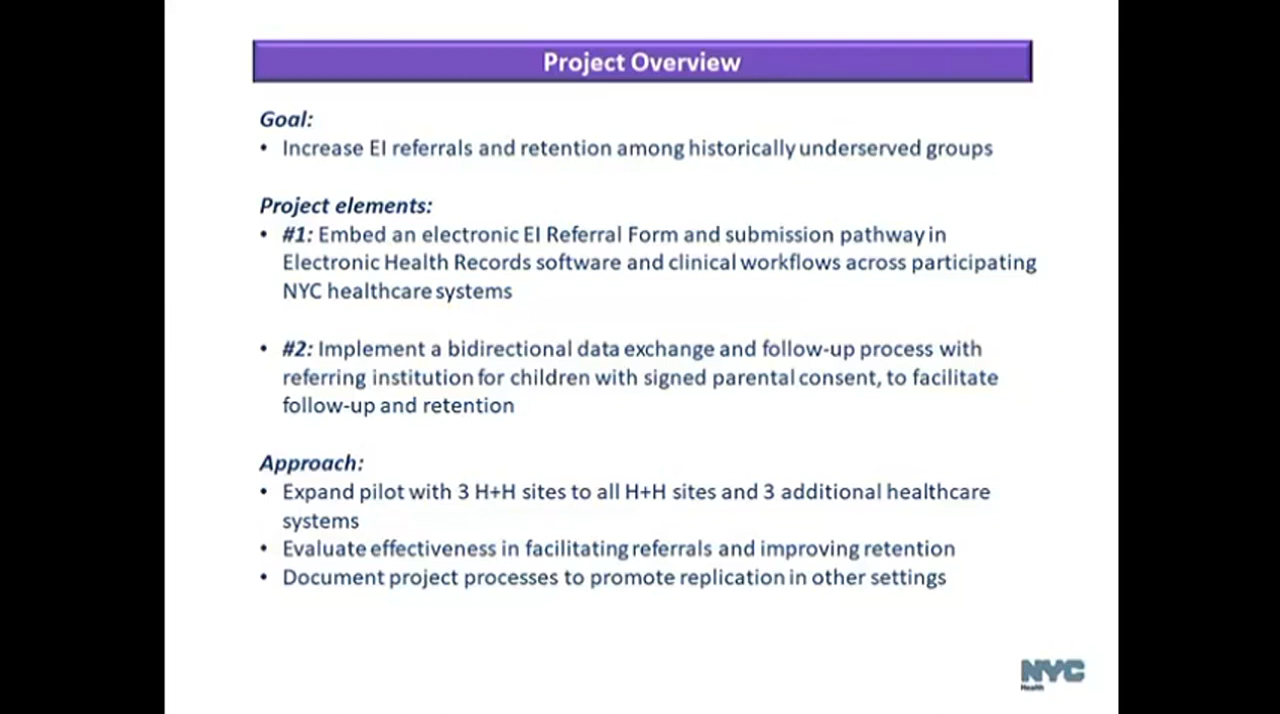 Project Overview
Goal:
• Increase EI referrals and retention among historically underserved groups
Project elements:
• #1: Embed an electronic EI Referral Form and submission pathway in
Electronic Health Records software and clinical workflows across participating
NYC healthcare systems
• #2: Implement a bidirectional data exchange and follow-up process with
referring institution for children with signed parental consent, to facilitate
follow-up and retention
Approach:
• Expand pilot with 3 H+H sites to all H+H sites and 3 additional healthcare
systems
• Evaluate effectiveness in facilitating referrals and improving retention
• Document project processes to promote replication in other settings
NYC
Health